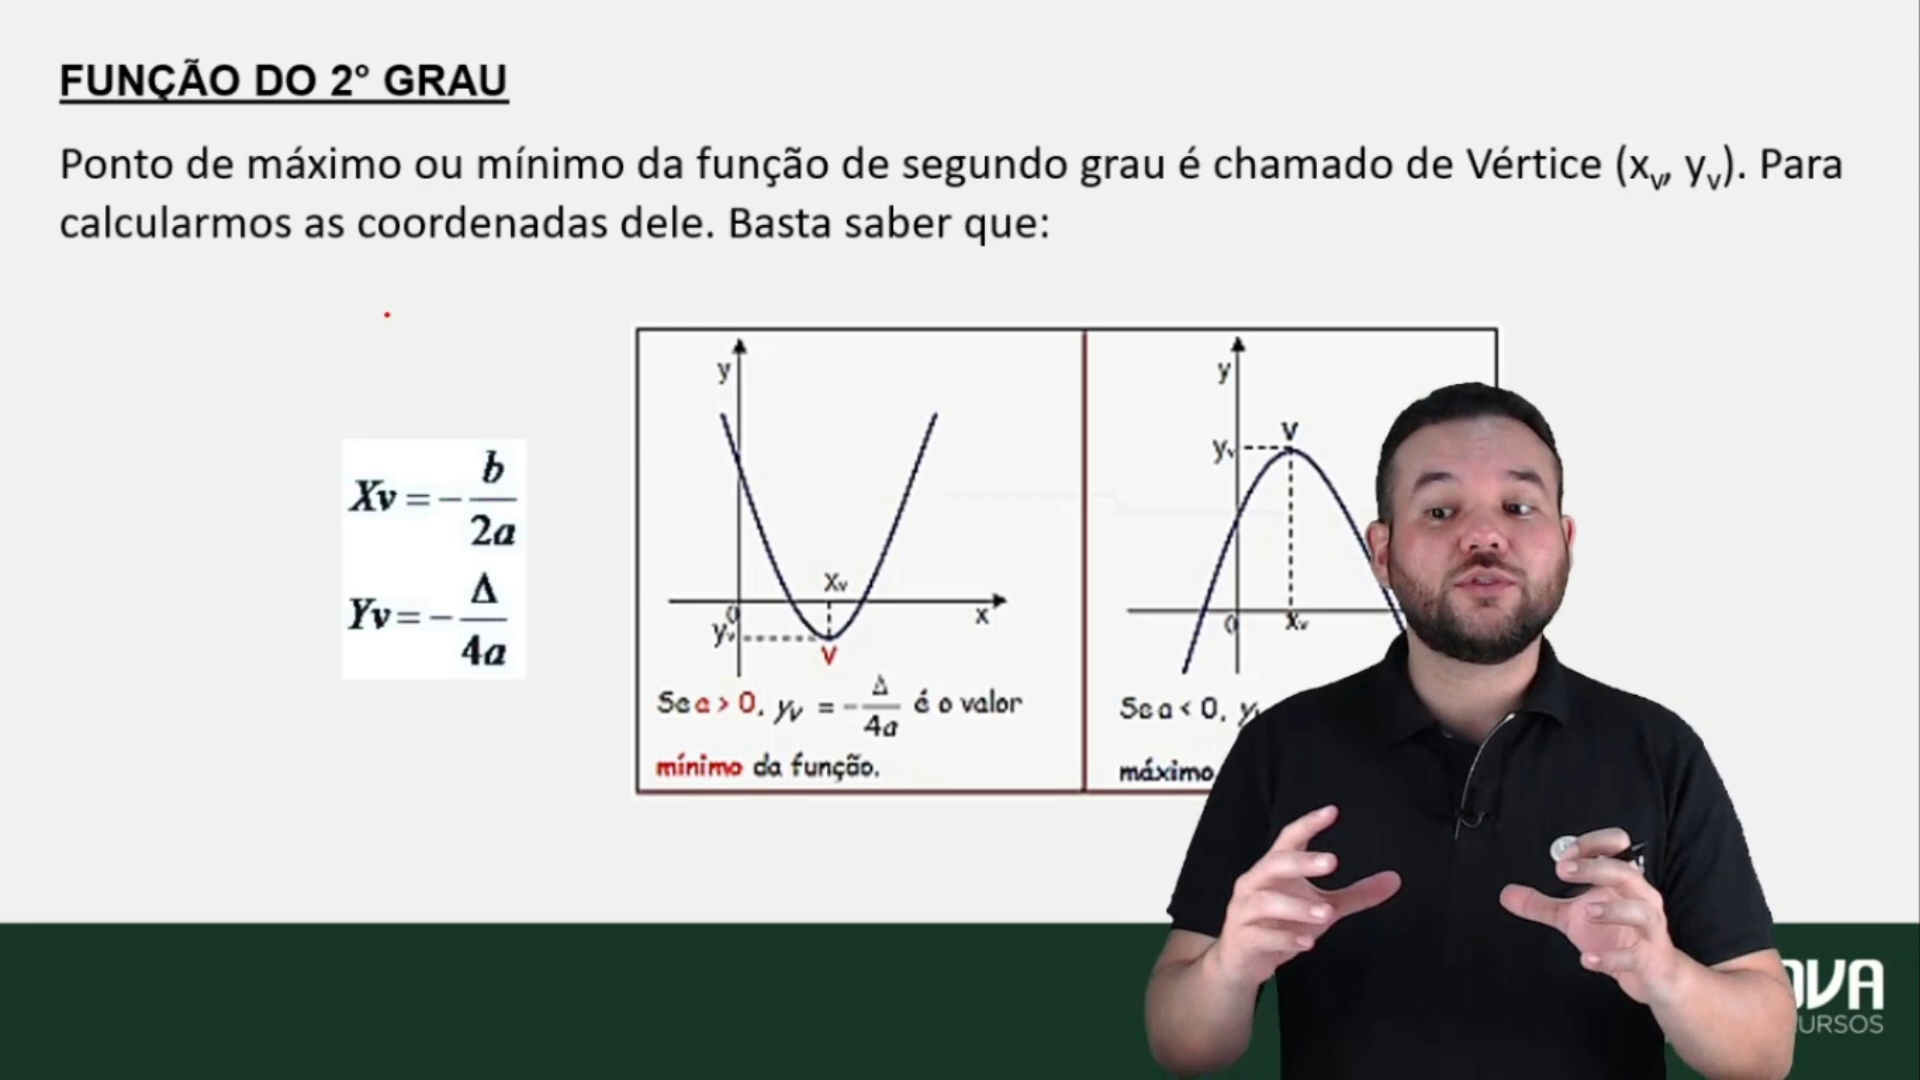 FUNÇÃO DO 2° GRAU
Ponto de máximo ou mínimo da função de segundo grau é chamado de Vértice (xᵥ, yᵥ). Para
calcularmos as coordenadas dele. Basta saber que:
Xv = - b/2a
Yv = - Δ/4a
y
Xv
0
x
yv
V
Se a > 0, yv = - Δ/4a é o valor
mínimo da função.
y
V
yv
0
xv
Se a < 0, y
máximo
OVA
URSOS